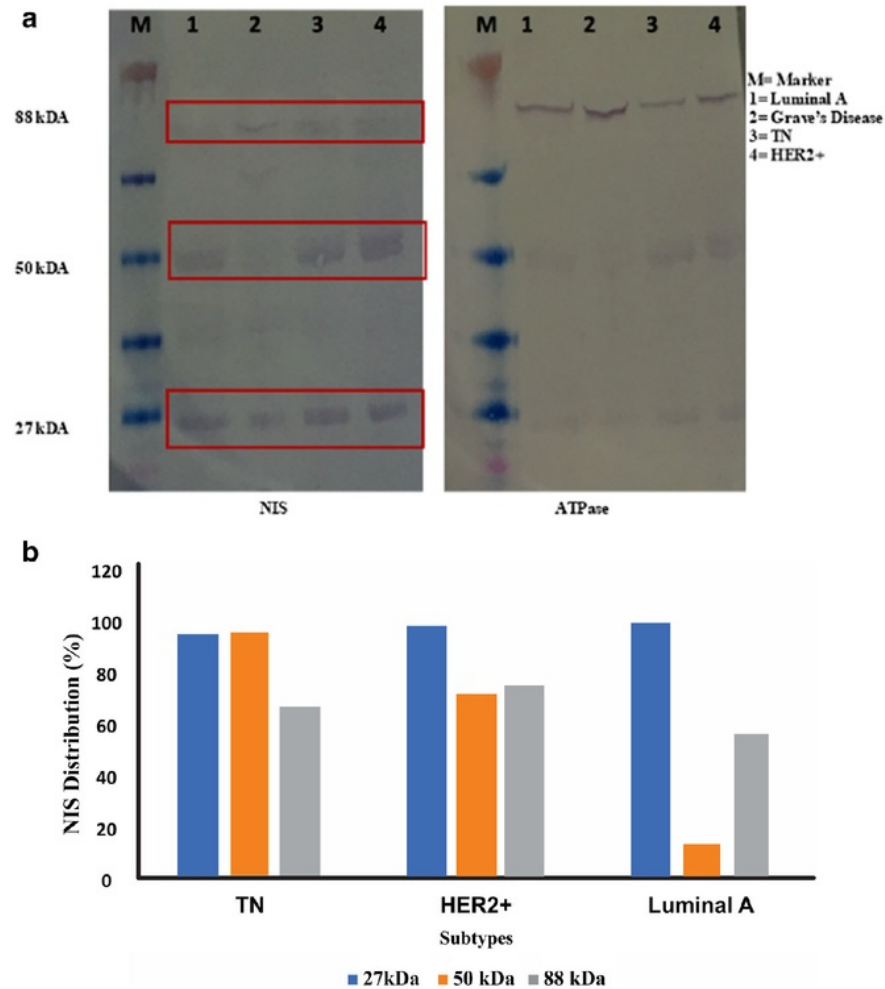 a
M 1 2 3 4
M 1 2 3 4
88 kDA
50 kDA
27 kDA
M= Marker
1= Luminal A
2= Grave's Disease
3= TN
4= HER2+
NIS
ATPase
b
NIS Distribution (%)
120
100
80
60
40
20
0
TN HER2+ Luminal A
Subtypes
27kDa 50 kDa 88 kDa